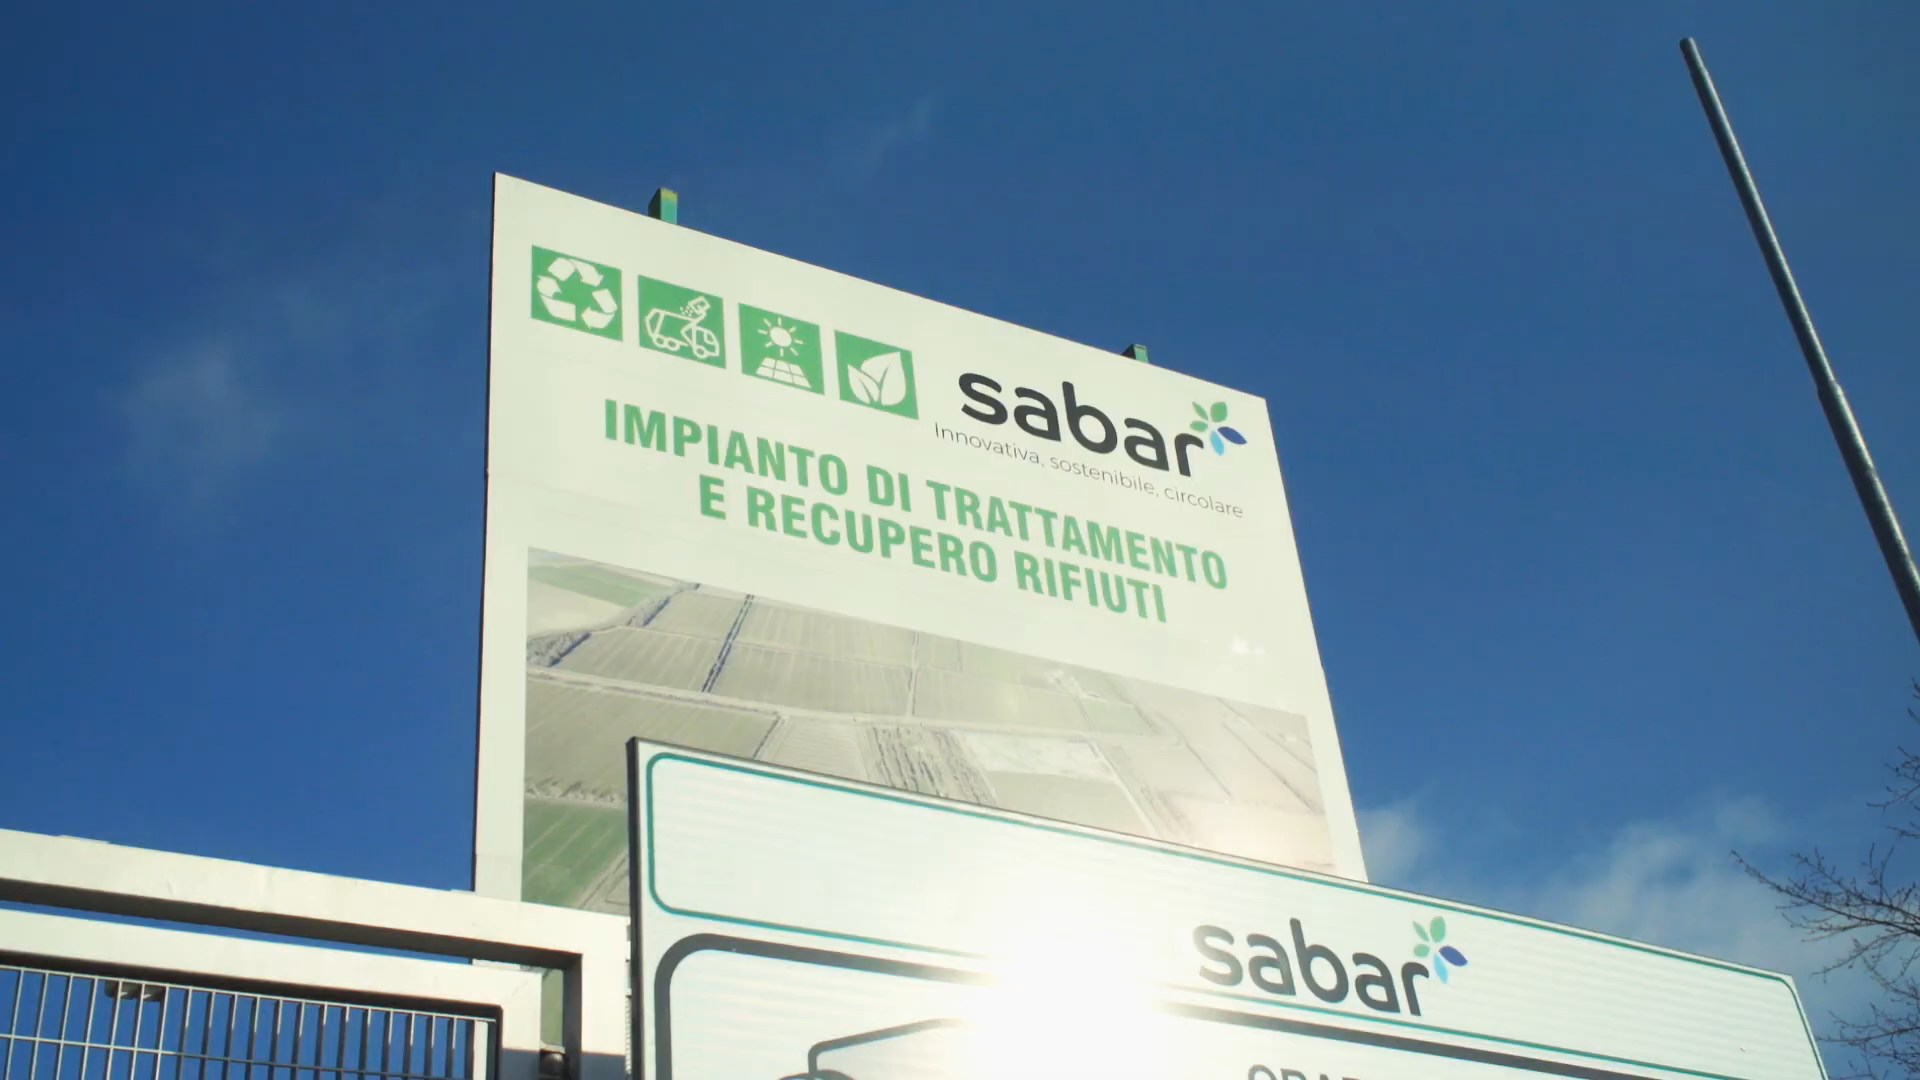 sabar
Innovativa, sostenibile, circolare
IMPIANTO DI TRATTAMENTO
E RECUPERO RIFIUTI
sabar